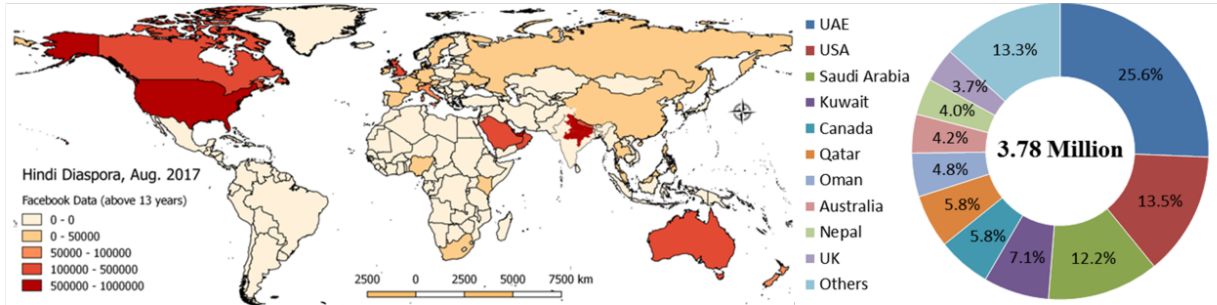 Hindi Diaspora, Aug. 2017
Facebook Data (above 13 years)
0 - 0
0 - 50000
50000 - 100000
100000 - 500000
500000 - 1000000
2500 0 2500 5000 7500 km
UAE
USA
Saudi Arabia
Kuwait
Canada
Qatar
Oman
Australia
Nepal
UK
Others
25.6%
13.5%
12.2%
7.1%
5.8%
5.8%
4.8%
4.2%
4.0%
3.7%
13.3%
3.78 Million